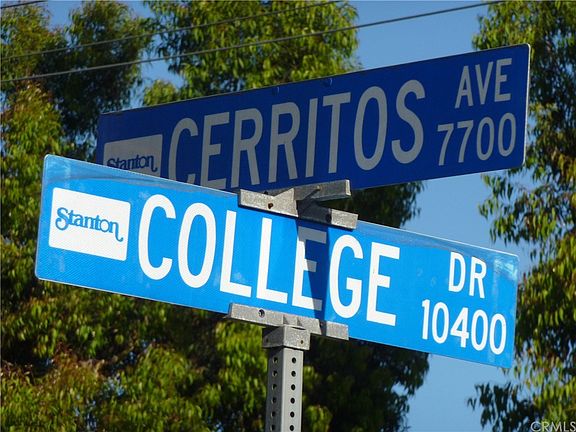 Stanton CERRITOS AVE
7700
Stanton COLLEGE DR
10400
CRMLS